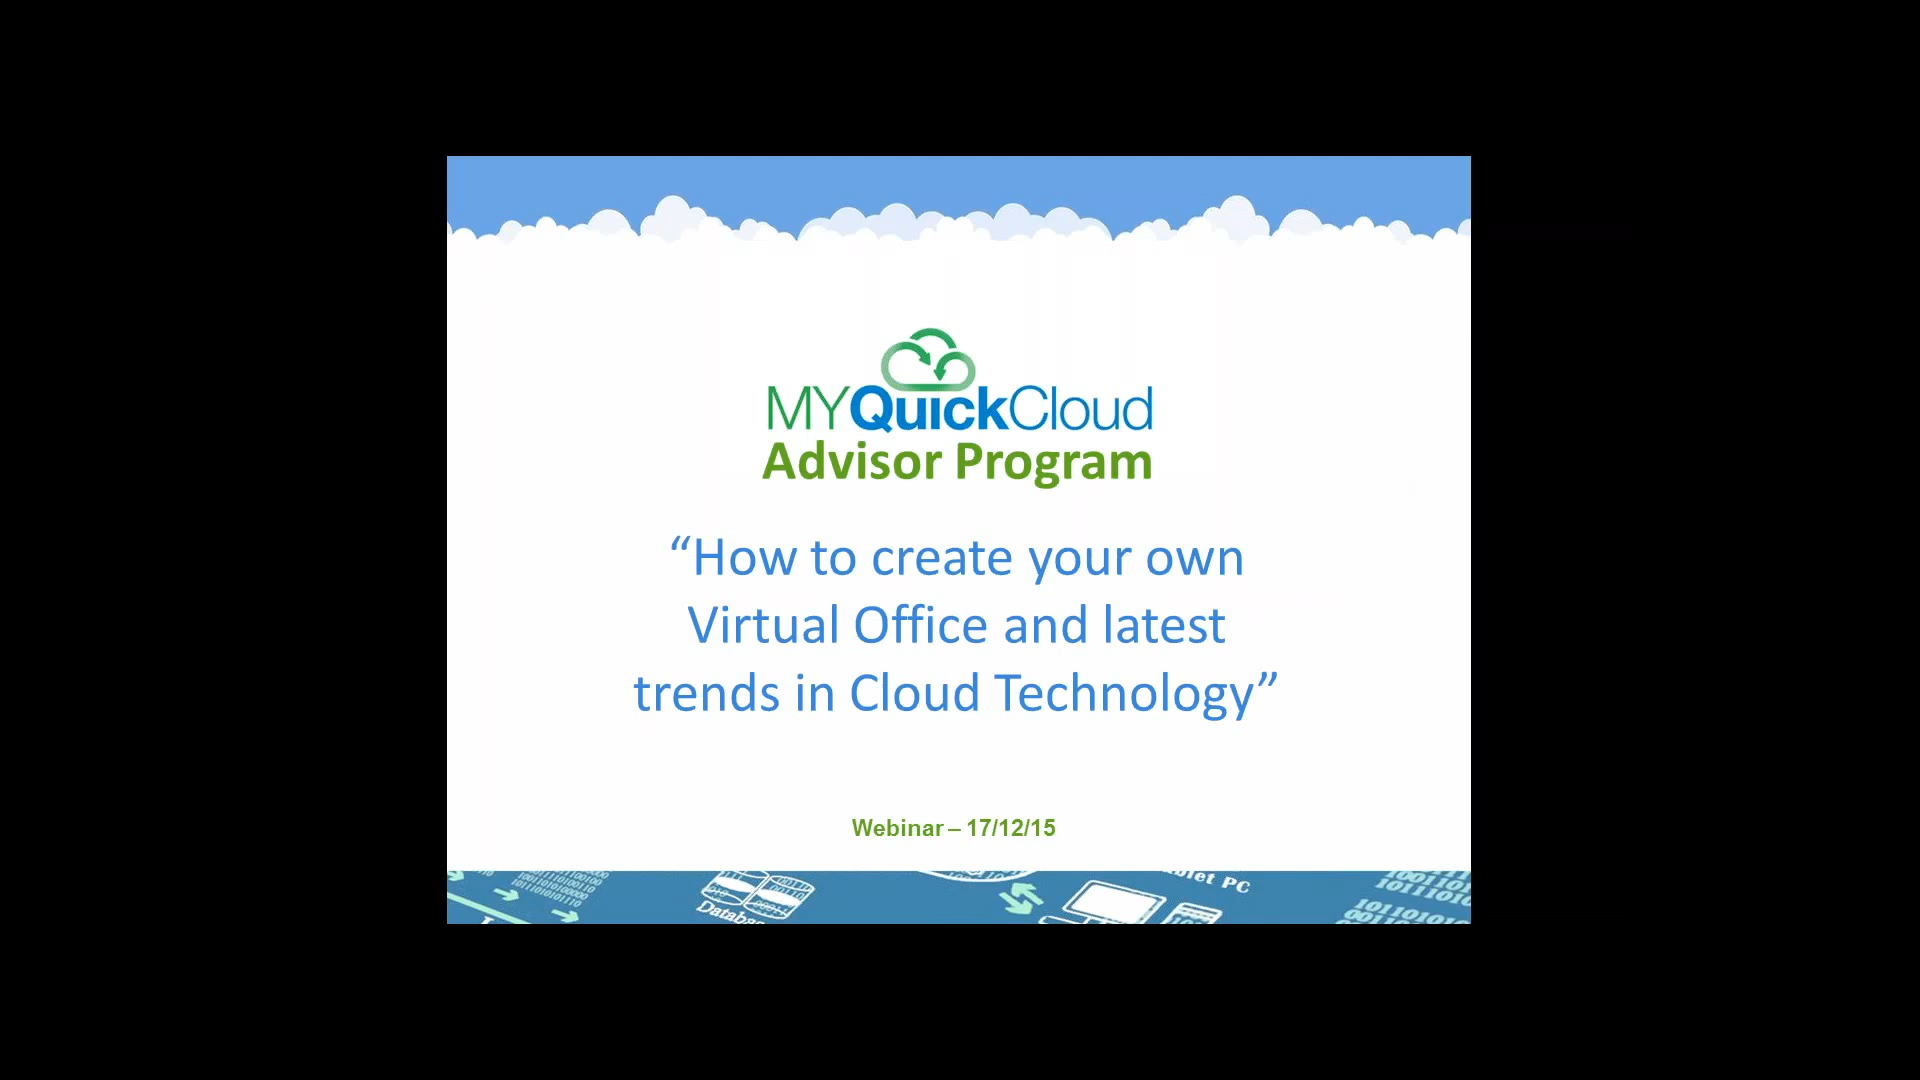 MYQuickCloud
Advisor Program
“How to create your own
Virtual Office and latest
trends in Cloud Technology”
Webinar – 17/12/15